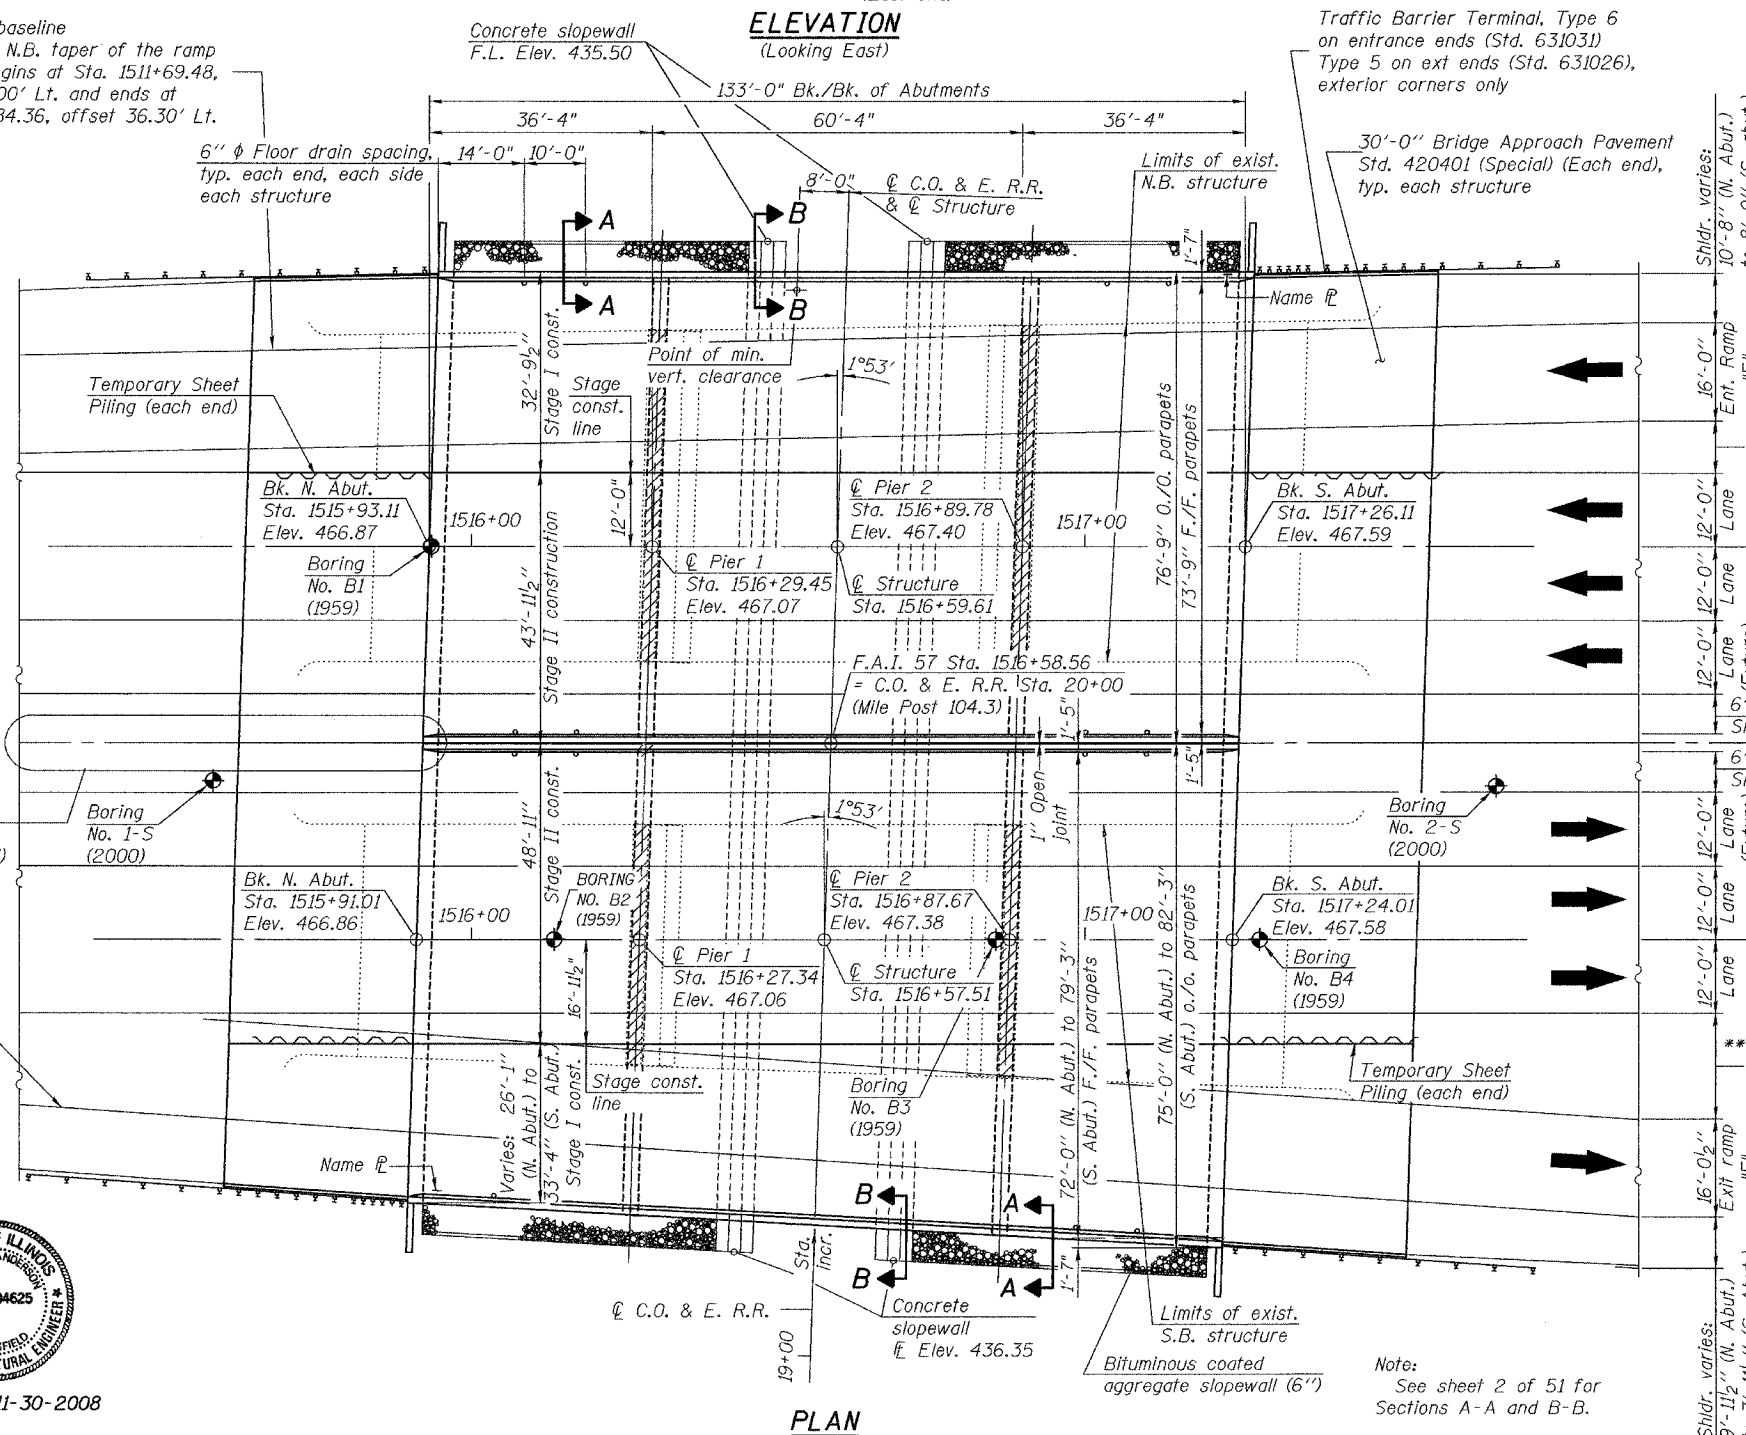 ELEVATION
(Looking East)
baseline
N.B. taper of the ramp
gins at Sta. 1511+69.48,
00' Lt. and ends at
34.36, offset 36.30' Lt.
Concrete slopewall
F.L. Elev. 435.50
Traffic Barrier Terminal, Type 6
on entrance ends (Std. 631031)
Type 5 on ext ends (Std. 631026),
exterior corners only
133'-0" Bk./Bk. of Abutments
36'-4"
60'-4"
36'-4"
6'' ϕ Floor drain spacing,
typ. each end, each side
each structure
14'-0"
10'-0"
8'-0"
℄ C.O. & E. R.R.
& ℄ Structure
Limits of exist.
N.B. structure
30'-0'' Bridge Approach Pavement
Std. 420401 (Special) (Each end),
typ. each structure
Shldr. varies:
10'-8" (N. Abut.)
A
B
A
B
1'-7"
Name ℙ
32'-9½''
Stage I const.
Point of min.
vert. clearance
1°53'
Stage
const.
line
Temporary Sheet
Piling (each end)
12'-0"
76'-9'' O./O. parapets
73'-9'' F./F. parapets
16'-0''
Ent. Ramp
Bk. N. Abut.
Sta. 1515+93.11
Elev. 466.87
1516+00
℄ Pier 2
Sta. 1516+89.78
Elev. 467.40
1517+00
Bk. S. Abut.
Sta. 1517+26.11
Elev. 467.59
12'-0''
Lane
Boring
No. B1
(1959)
43'-11½''
Stage II construction
℄ Pier 1
Sta. 1516+29.45
Elev. 467.07
℄ Structure
Sta. 1516+59.61
12'-0''
Lane
F.A.I. 57 Sta. 1516+58.56
= C.O. & E. R.R. Sta. 20+00
(Mile Post 104.3)
12'-0''
Lane
1'-5"
1'-5"
1'' Open
joint
Boring
No. 1-S
(2000)
48'-11''
Stage II const.
1°53'
Boring
No. 2-S
(2000)
12'-0''
Lane
Bk. N. Abut.
Sta. 1515+91.01
Elev. 466.86
1516+00
BORING
NO. B2
(1959)
℄ Pier 2
Sta. 1516+87.67
Elev. 467.38
1517+00
Bk. S. Abut.
Sta. 1517+24.01
Elev. 467.58
12'-0''
Lane
℄ Pier 1
Sta. 1516+27.34
Elev. 467.06
℄ Structure
Sta. 1516+57.51
Boring
No. B4
(1959)
12'-0''
Lane
16'-11½"
Varies: 26'-1"
(N. Abut.) to
33'-4" (S. Abut.)
Stage I const.
Stage const.
line
Boring
No. B3
(1959)
72'-0'' (N. Abut.) to 79'-3''
(S. Abut.) F./F. parapets
75'-0'' (N. Abut.) to 82'-3''
(S. Abut.) o./o. parapets
Temporary Sheet
Piling (each end)
**
Name ℙ
16'-0½''
Exit ramp
B
A
B
A
1'-7"
Sta.
Incr.
℄ C.O. & E. R.R.
19+00
Concrete
slopewall
℄ Elev. 436.35
Limits of exist.
S.B. structure
Bituminous coated
aggregate slopewall (6'')
Note:
See sheet 2 of 51 for
Sections A-A and B-B.
Shldr. varies:
9'-11½'' (N. Abut.)
ILLINOIS
1-30-2008
PLAN